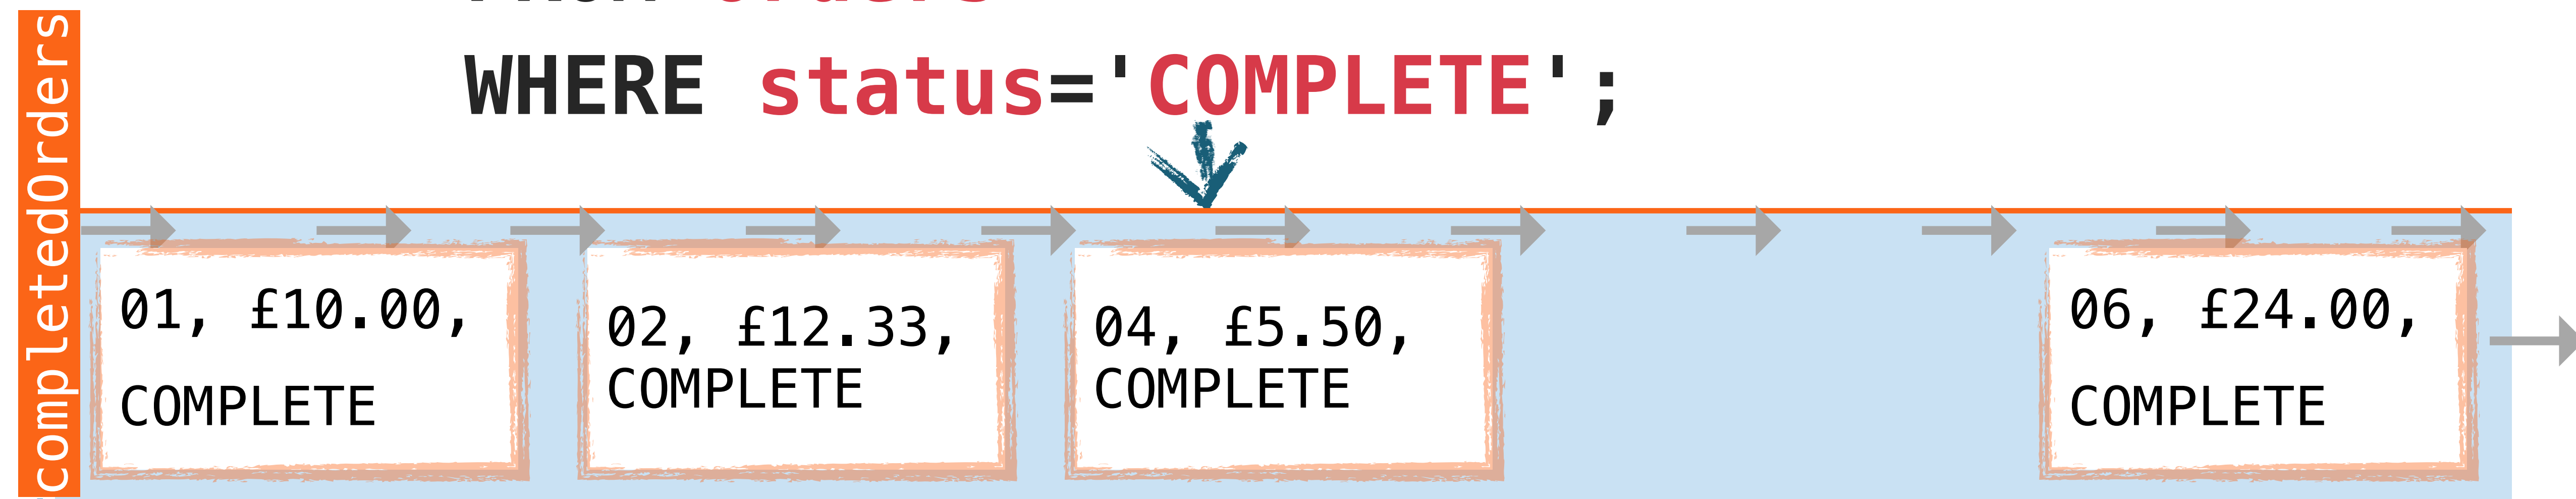 completedOrders
WHERE status='COMPLETE';
01, £10.00,
COMPLETE
02, £12.33,
COMPLETE
04, £5.50,
COMPLETE
06, £24.00,
COMPLETE